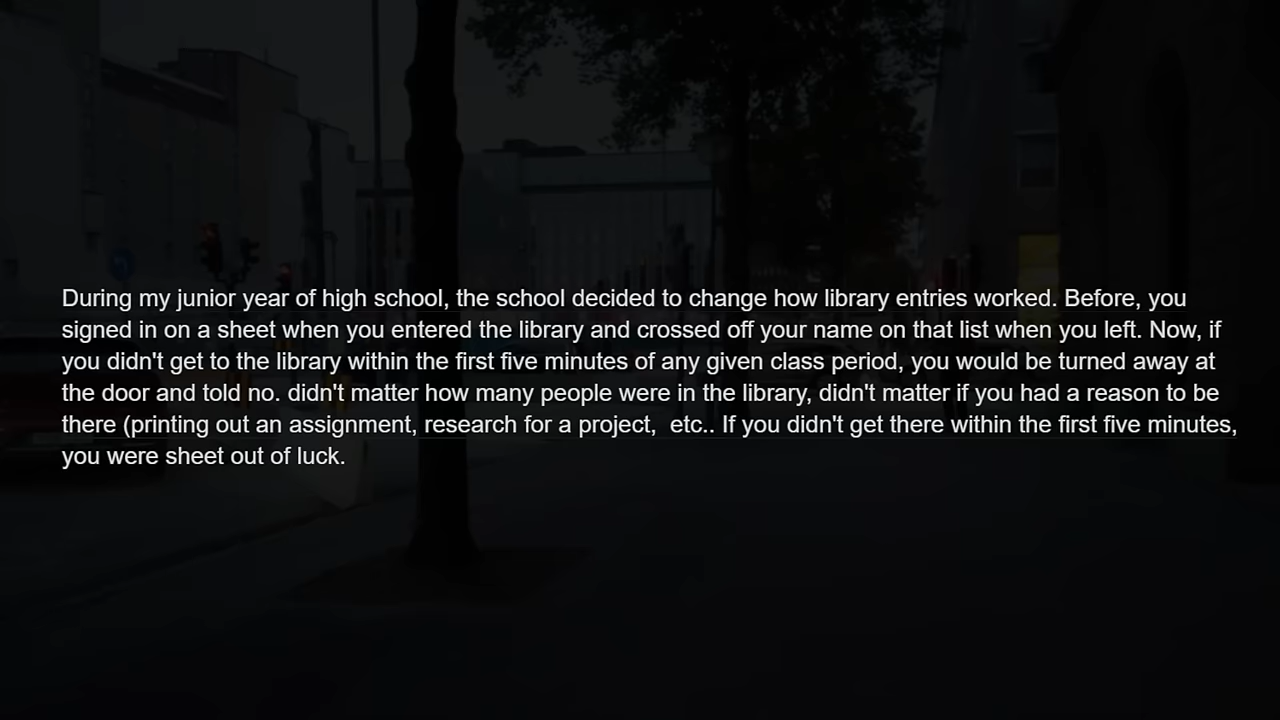 During my junior year of high school, the school decided to change how library entries worked. Before, you
signed in on a sheet when you entered the library and crossed off your name on that list when you left. Now, if
you didn't get to the library within the first five minutes of any given class period, you would be turned away at
the door and told no. didn't matter how many people were in the library, didn't matter if you had a reason to be
there (printing out an assignment, research for a project,  etc.. If you didn't get there within the first five minutes,
you were sheet out of luck.